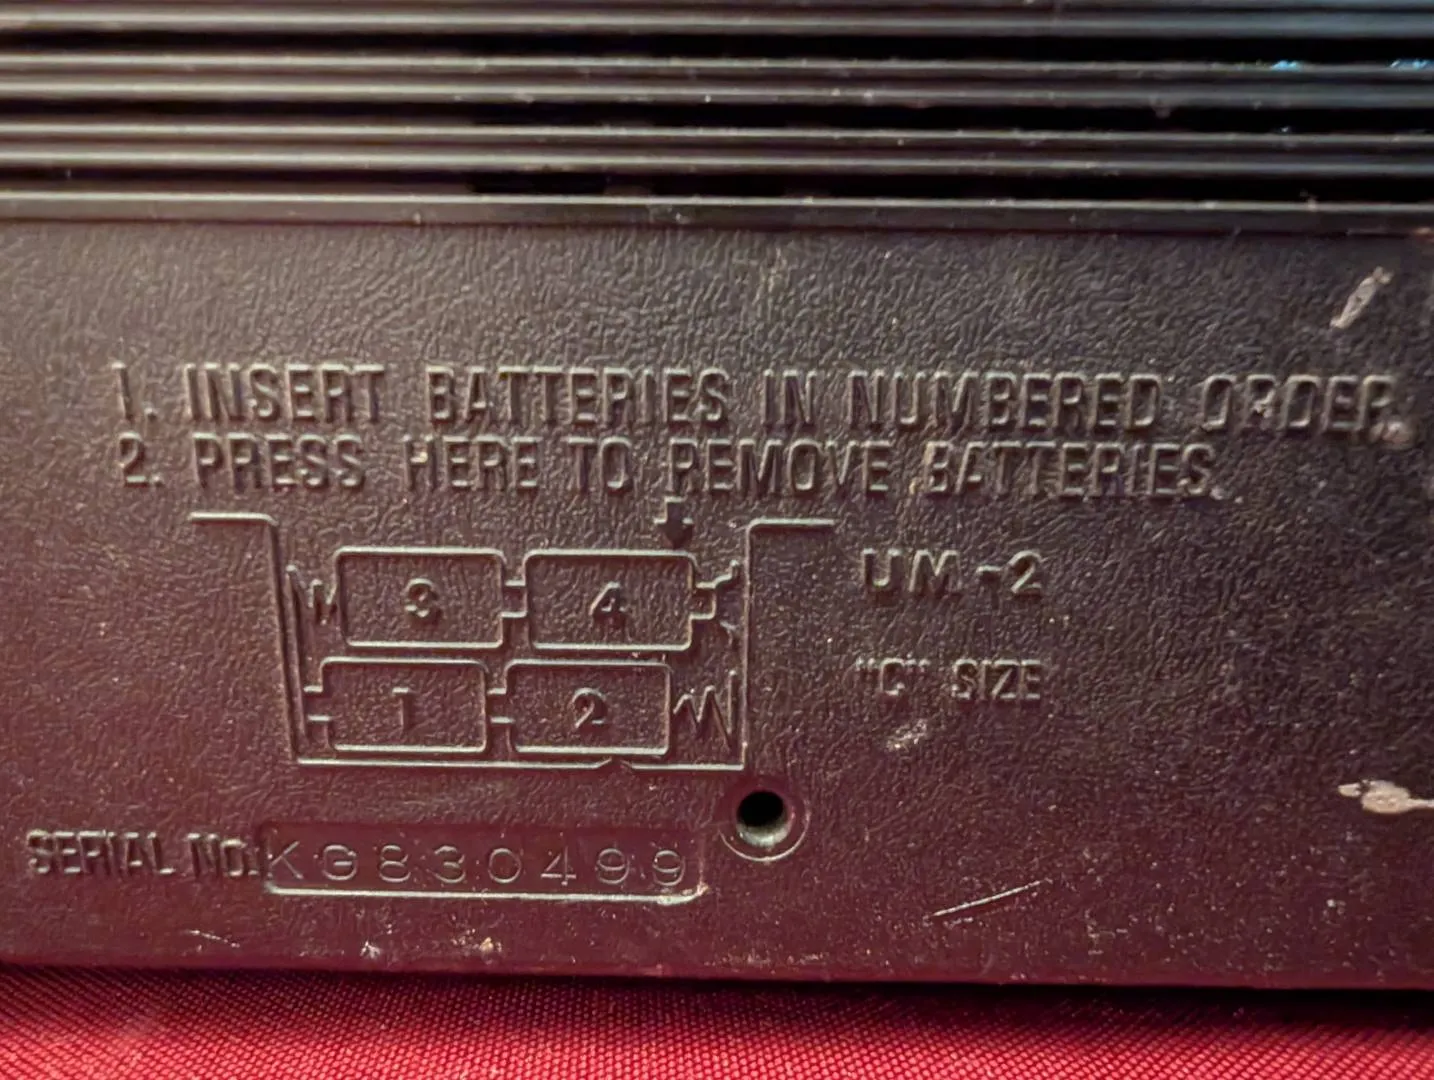 1. INSERT BATTERIES IN NUMBERED ORDER.
2. PRESS HERE TO REMOVE BATTERIES.
3 4 UM-2
1 2 "C" SIZE
SERIAL NO. KG830499